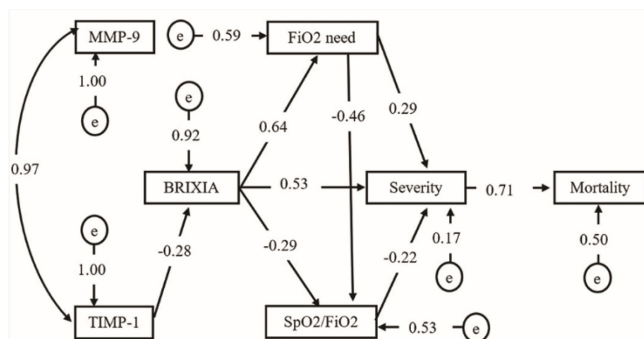 MMP-9
e
0.59
FiO2 need
1.00
e
e
-0.46
0.29
0.92
0.64
0.97
BRIXIA
0.53
Severity
0.71
Mortality
e
1.00
-0.28
-0.29
-0.22
0.17
0.50
e
e
TIMP-1
SpO2/FiO2
0.53
e